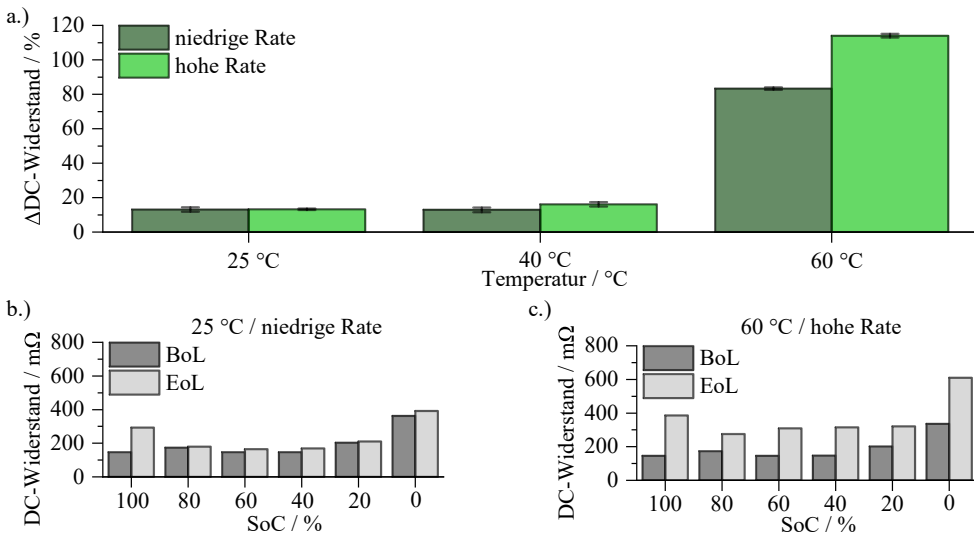 a.)
ΔDC-Widerstand / %
120
100
80
60
40
20
0
niedrige Rate
hohe Rate
25 °C
40 °C
60 °C
Temperatur / °C
b.)
25 °C / niedrige Rate
DC-Widerstand / mΩ
800
600
400
200
0
BoL
EoL
100
80
60
40
20
0
SoC / %
c.)
60 °C / hohe Rate
DC-Widerstand / mΩ
800
600
400
200
0
BoL
EoL
100
80
60
40
20
0
SoC / %